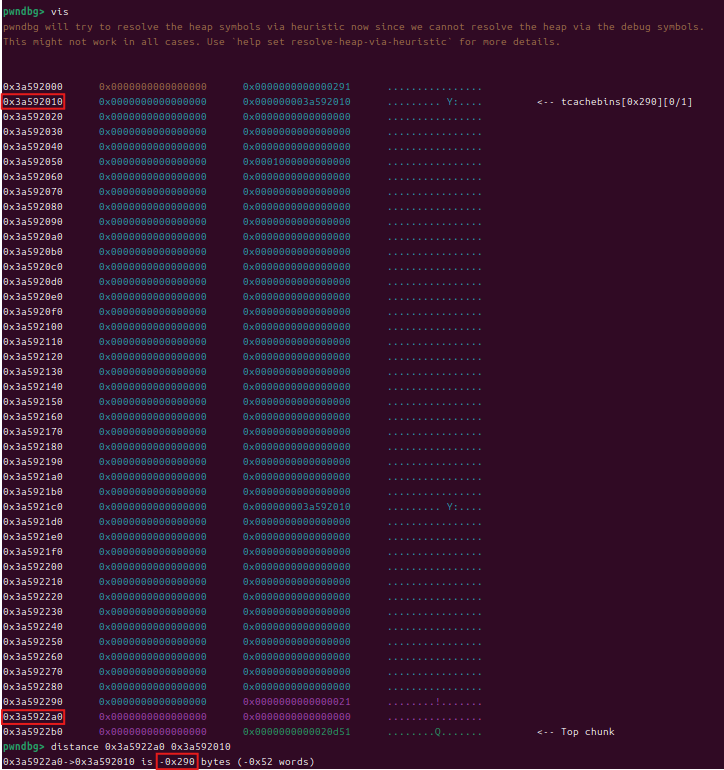 pwndbg> vis
pwndbg will try to resolve the heap symbols via heuristic now since we cannot resolve the heap via the debug symbols.
This might not work in all cases. Use `help set resolve-heap-via-heuristic` for more details.
0x3a592000 0x0000000000000000 0x0000000000000291 ................
0x3a592010 0x0000000000000000 0x000000003a592010 ......... Y:.... <-- tcachebins[0x290][0/1]
0x3a592020 0x0000000000000000 0x0000000000000000 ................
0x3a592030 0x0000000000000000 0x0000000000000000 ................
0x3a592040 0x0000000000000000 0x0000000000000000 ................
0x3a592050 0x0000000000000000 0x0001000000000000 ................
0x3a592060 0x0000000000000000 0x0000000000000000 ................
0x3a592070 0x0000000000000000 0x0000000000000000 ................
0x3a592080 0x0000000000000000 0x0000000000000000 ................
0x3a592090 0x0000000000000000 0x0000000000000000 ................
0x3a5920a0 0x0000000000000000 0x0000000000000000 ................
0x3a5920b0 0x0000000000000000 0x0000000000000000 ................
0x3a5920c0 0x0000000000000000 0x0000000000000000 ................
0x3a5920d0 0x0000000000000000 0x0000000000000000 ................
0x3a5920e0 0x0000000000000000 0x0000000000000000 ................
0x3a5920f0 0x0000000000000000 0x0000000000000000 ................
0x3a592100 0x0000000000000000 0x0000000000000000 ................
0x3a592110 0x0000000000000000 0x0000000000000000 ................
0x3a592120 0x0000000000000000 0x0000000000000000 ................
0x3a592130 0x0000000000000000 0x0000000000000000 ................
0x3a592140 0x0000000000000000 0x0000000000000000 ................
0x3a592150 0x0000000000000000 0x0000000000000000 ................
0x3a592160 0x0000000000000000 0x0000000000000000 ................
0x3a592170 0x0000000000000000 0x0000000000000000 ................
0x3a592180 0x0000000000000000 0x0000000000000000 ................
0x3a592190 0x0000000000000000 0x0000000000000000 ................
0x3a5921a0 0x0000000000000000 0x0000000000000000 ................
0x3a5921b0 0x0000000000000000 0x0000000000000000 ................
0x3a5921c0 0x0000000000000000 0x000000003a592010 ......... Y:....
0x3a5921d0 0x0000000000000000 0x0000000000000000 ................
0x3a5921e0 0x0000000000000000 0x0000000000000000 ................
0x3a5921f0 0x0000000000000000 0x0000000000000000 ................
0x3a592200 0x0000000000000000 0x0000000000000000 ................
0x3a592210 0x0000000000000000 0x0000000000000000 ................
0x3a592220 0x0000000000000000 0x0000000000000000 ................
0x3a592230 0x0000000000000000 0x0000000000000000 ................
0x3a592240 0x0000000000000000 0x0000000000000000 ................
0x3a592250 0x0000000000000000 0x0000000000000000 ................
0x3a592260 0x0000000000000000 0x0000000000000000 ................
0x3a592270 0x0000000000000000 0x0000000000000000 ................
0x3a592280 0x0000000000000000 0x0000000000000000 ................
0x3a592290 0x0000000000000000 0x0000000000000021 ........!.......
0x3a5922a0 0x0000000000000000 0x0000000000000000 ................
0x3a5922b0 0x0000000000000000 0x0000000000020d51 ........Q....... <-- Top chunk
pwndbg> distance 0x3a5922a0 0x3a592010
0x3a5922a0->0x3a592010 is -0x290 bytes (-0x52 words)